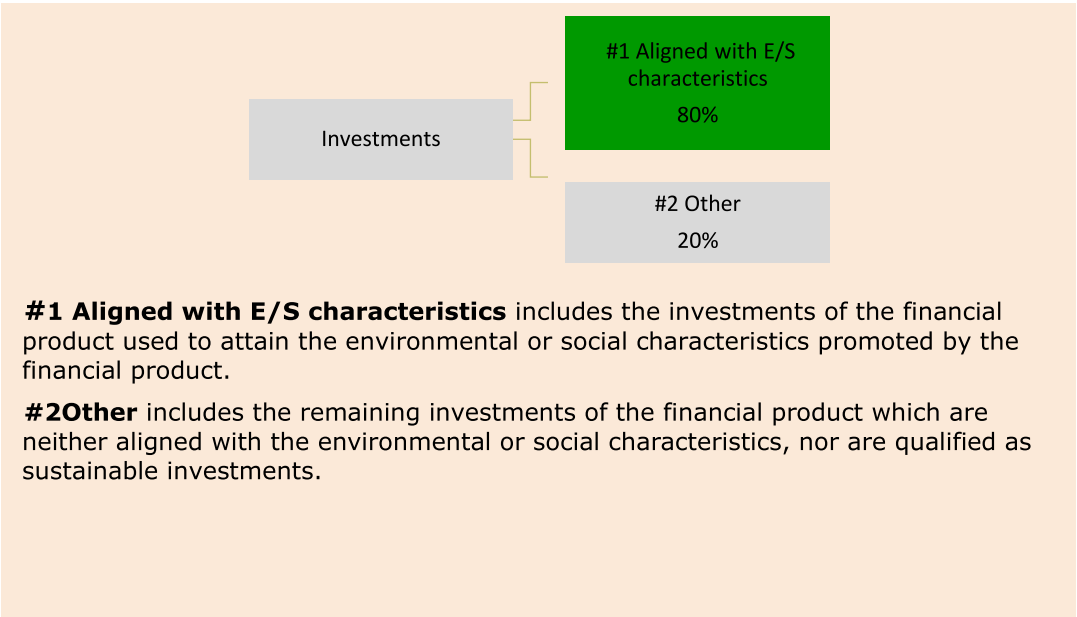 #1 Aligned with E/S
characteristics
80%
Investments
#2 Other
20%
#1 Aligned with E/S characteristics includes the investments of the financial
product used to attain the environmental or social characteristics promoted by the
financial product.
#2Other includes the remaining investments of the financial product which are
neither aligned with the environmental or social characteristics, nor are qualified as
sustainable investments.